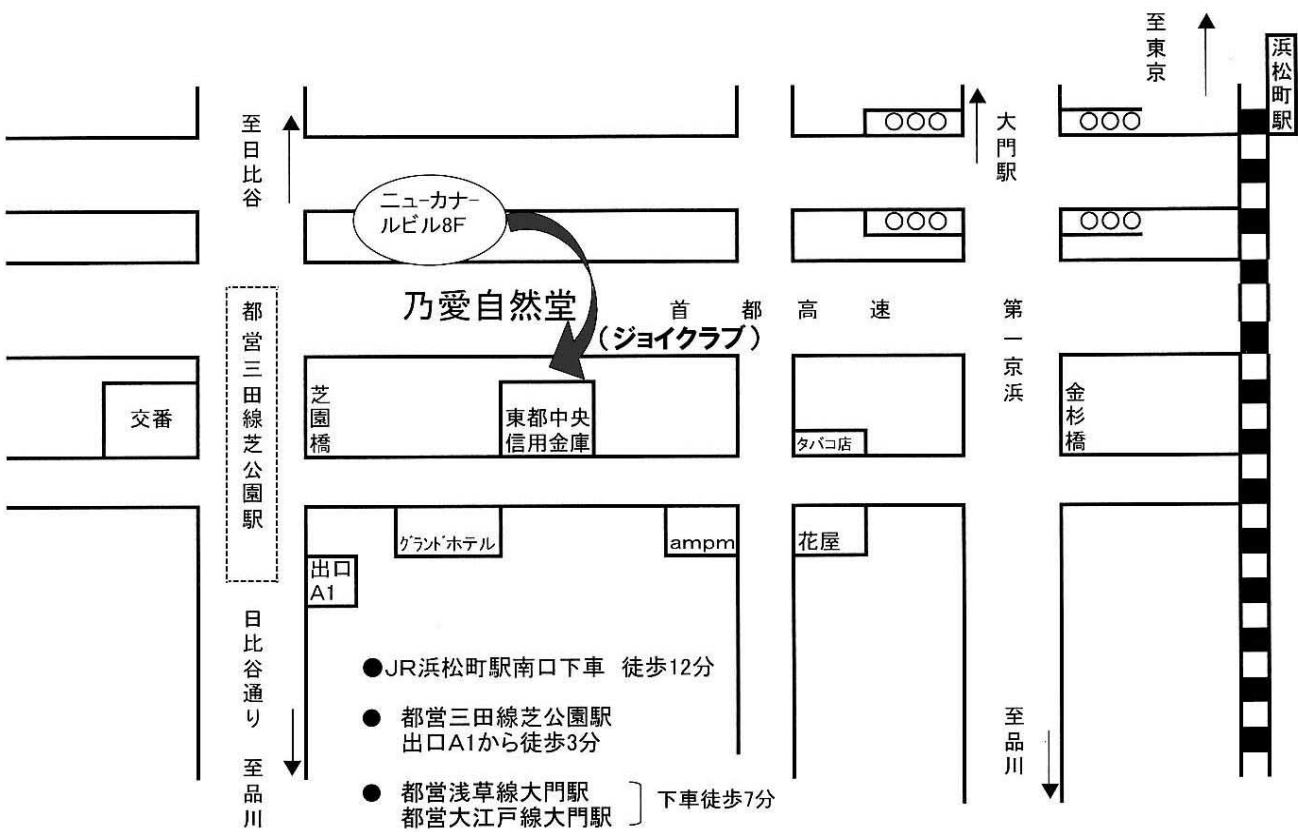 至東京
浜松町駅
至日比谷
大門駅
○○○
○○○
ニューカナー
ルビル8F
○○○
○○○
都営三田線芝公園駅
乃愛自然堂
首都高速
(ジョイクラブ)
第一京浜
交番
芝園橋
東都中央
信用金庫
タバコ店
金杉橋
グランドホテル
ampm
花屋
出口
A1
日比谷通り
至品川
●JR浜松町駅南口下車 徒歩12分
● 都営三田線芝公園駅
出口A1から徒歩3分
● 都営浅草線大門駅
都営大江戸線大門駅
下車徒歩7分
至品川